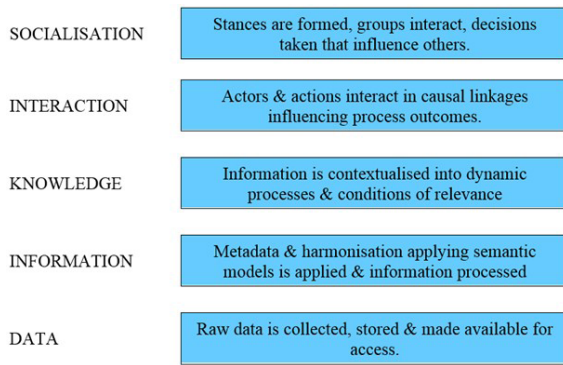 SOCIALISATION
Stances are formed, groups interact, decisions
taken that influence others.
INTERACTION
Actors & actions interact in causal linkages
influencing process outcomes.
KNOWLEDGE
Information is contextualised into dynamic
processes & conditions of relevance
INFORMATION
Metadata & harmonisation applying semantic
models is applied & information processed
DATA
Raw data is collected, stored & made available for
access.